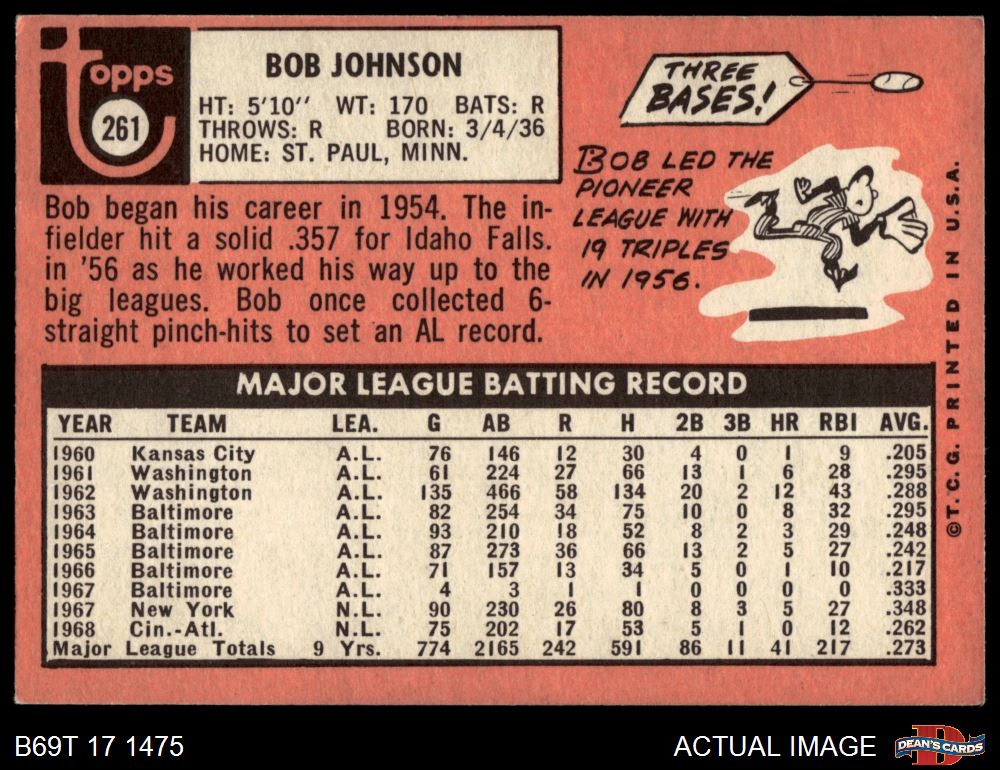 Topps
261
BOB JOHNSON
HT: 5'10" WT: 170 BATS: R
THROWS: R BORN: 3/4/36
HOME: ST. PAUL, MINN.
Bob began his career in 1954. The in-
fielder hit a solid .357 for Idaho Falls.
in '56 as he worked his way up to the
big leagues. Bob once collected 6-
straight pinch-hits to set an AL record.
THREE
BASES!
BOB LED THE
PIONEER
LEAGUE WITH
19 TRIPLES
IN 1956.
MAJOR LEAGUE BATTING RECORD
YEAR TEAM LEA. G AB R H 2B 3B HR RBI AVG.
1960 Kansas City A.L. 76 146 12 30 4 0 1 9 .205
1961 Washington A.L. 61 224 27 66 13 1 6 28 .295
1962 Washington A.L. 135 466 58 134 20 2 12 43 .288
1963 Baltimore A.L. 82 254 34 75 10 0 8 32 .295
1964 Baltimore A.L. 93 210 18 52 8 2 3 29 .248
1965 Baltimore A.L. 87 273 36 66 13 2 5 27 .242
1966 Baltimore A.L. 71 157 13 34 5 0 1 10 .217
1967 Baltimore A.L. 4 3 1 1 0 0 0 0 .333
1967 New York N.L. 90 230 26 80 8 3 5 27 .348
1968 Cin.-Atl. N.L. 75 202 17 53 5 1 0 12 .262
Major League Totals 9 Yrs. 774 2165 242 591 86 11 41 217 .273
©T.C.G. PRINTED IN U.S.A.
B69T 17 1475
ACTUAL IMAGE
DEAN'S CARDS